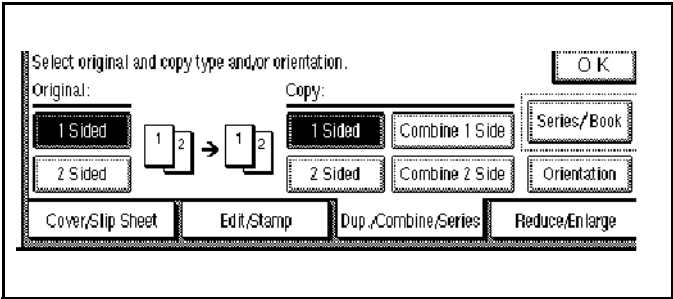 Select original and copy type and/or orientation.
OK
Original:
Copy:
1 Sided
1 2
1 2
1 Sided
Combine 1 Side
Series/Book
2 Sided
2 Sided
Combine 2 Side
Orientation
Cover/Slip Sheet
Edit/Stamp
Dup./Combine/Series
Reduce/Enlarge